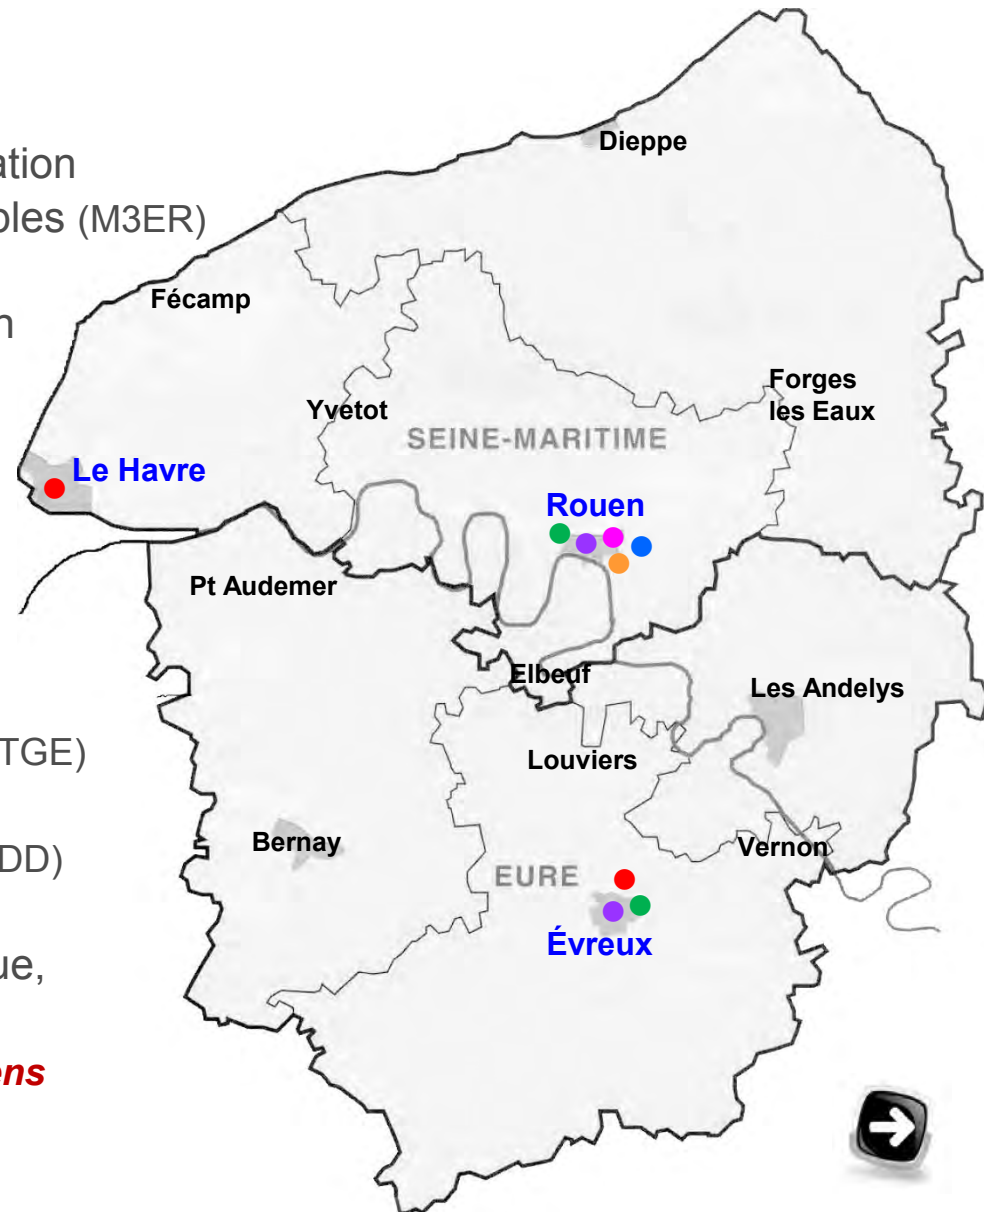 ation
bles (M3ER)
n
TGE)
DD)
ue,
ens
Dieppe
Fécamp
Forges
les Eaux
Yvetot
SEINE-MARITIME
Le Havre
Rouen
Pt Audemer
Elbeuf
Les Andelys
Louviers
Bernay
Vernon
EURE
Évreux